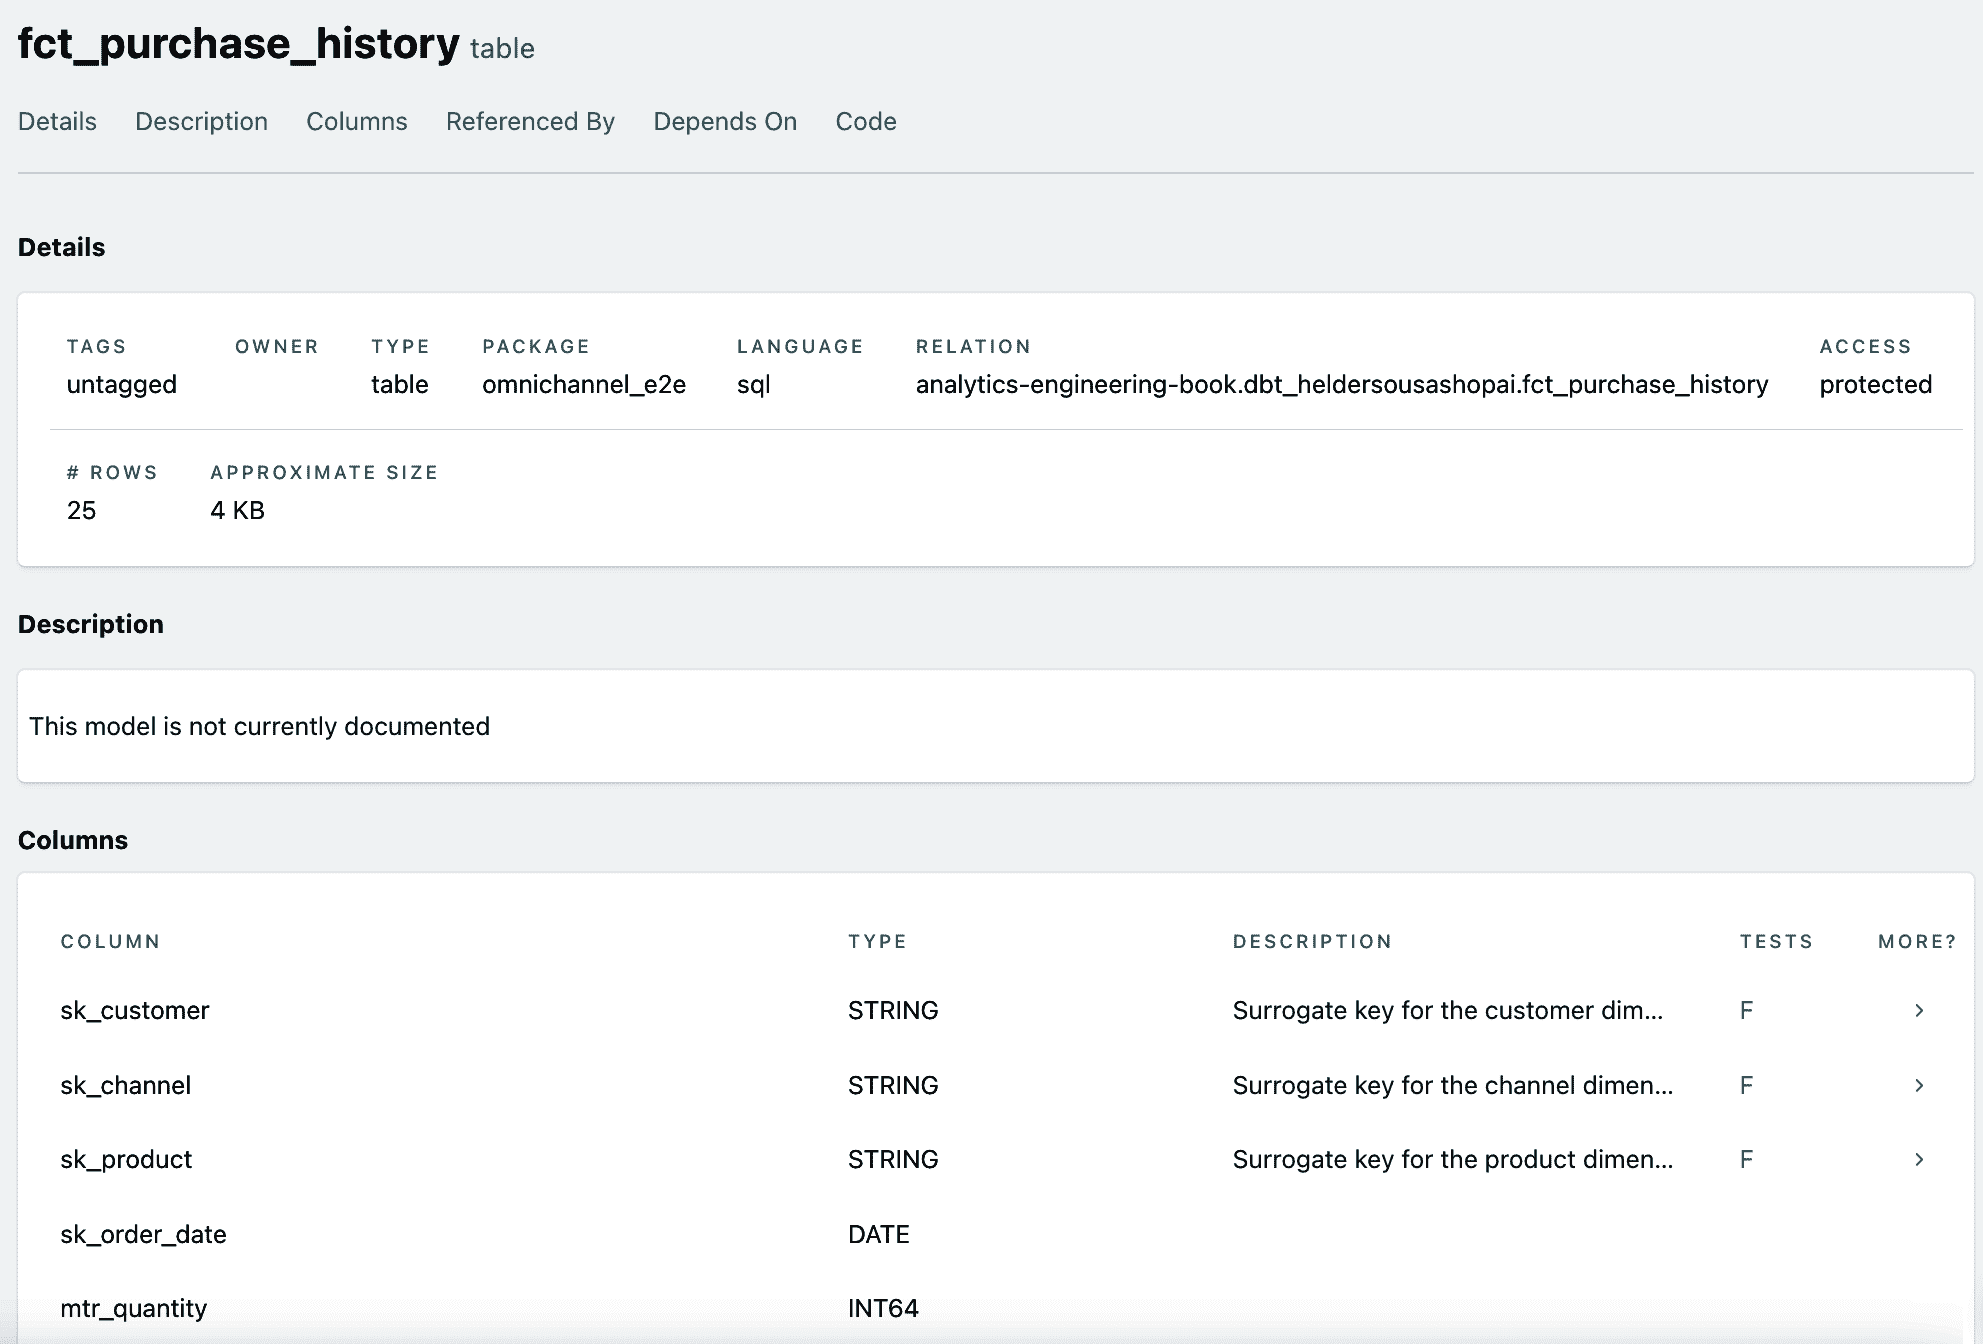 fct_purchase_history table
Details Description Columns Referenced By Depends On Code
Details
TAGS OWNER TYPE PACKAGE LANGUAGE RELATION ACCESS
untagged table omnichannel_e2e sql analytics-engineering-book.dbt_heldersousashopai.fct_purchase_history protected
# ROWS APPROXIMATE SIZE
25 4 KB
Description
This model is not currently documented
Columns
COLUMN TYPE DESCRIPTION TESTS MORE?
sk_customer STRING Surrogate key for the customer dim... F >
sk_channel STRING Surrogate key for the channel dimen... F >
sk_product STRING Surrogate key for the product dimen... F >
sk_order_date DATE
mtr_quantity INT64